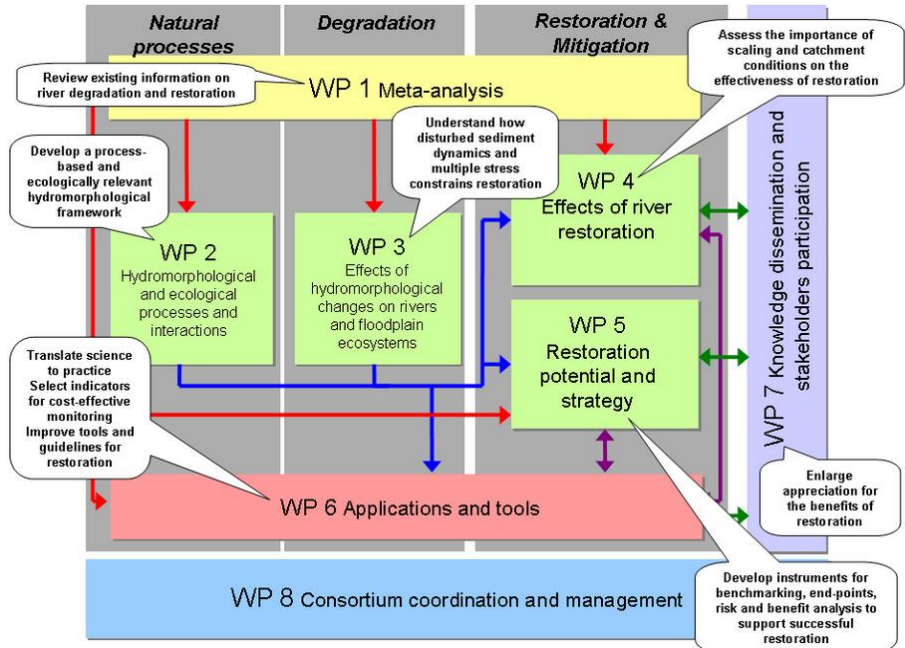 Natural
processes
Degradation
Restoration &
Mitigation
Assess the importance of
scaling and catchment
conditions on the
effectiveness of restoration
Review existing information on
river degradation and restoration
WP 1 Meta-analysis
Understand how
disturbed sediment
dynamics and
multiple stress
constrains restoration
Develop a process-
based and
ecologically relevant
hydromorphological
framework
WP 2
Hydromorphological
and ecological
processes and
interactions
WP 3
Effects of
hydromorphological
changes on rivers
and floodplain
ecosystems
WP 4
Effects of river
restoration
WP 5
Restoration
potential and
strategy
WP 7 Knowledge dissemination and
stakeholders participation
Translate science
to practice
Select indicators
for cost-effective
monitoring
Improve tools and
guidelines for
restoration
WP 6 Applications and tools
Enlarge
appreciation for
the benefits of
restoration
WP 8 Consortium coordination and management
Develop instruments for
benchmarking, end-points,
risk and benefit analysis to
support successful
restoration